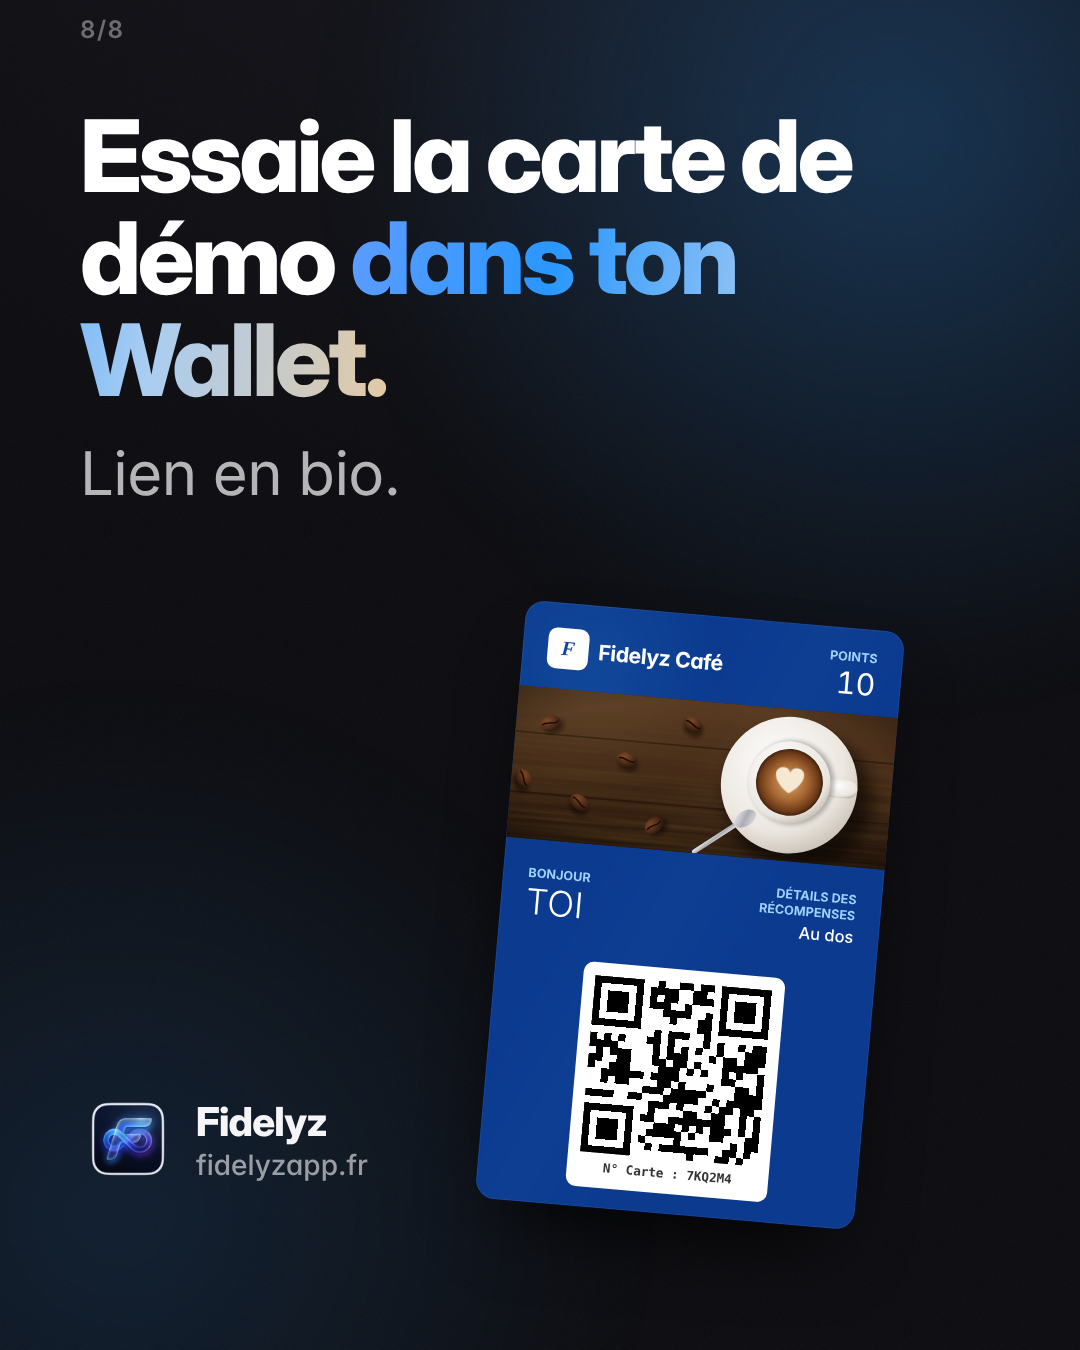 8/8
Essaie la carte de
démo dans ton
Wallet.
Lien en bio.
F
Fidelyz Café
POINTS
10
BONJOUR
TOI
DÉTAILS DES
RÉCOMPENSES
Au dos
N° Carte : 7KQ2M4
Fidelyz
fidelyzapp.fr